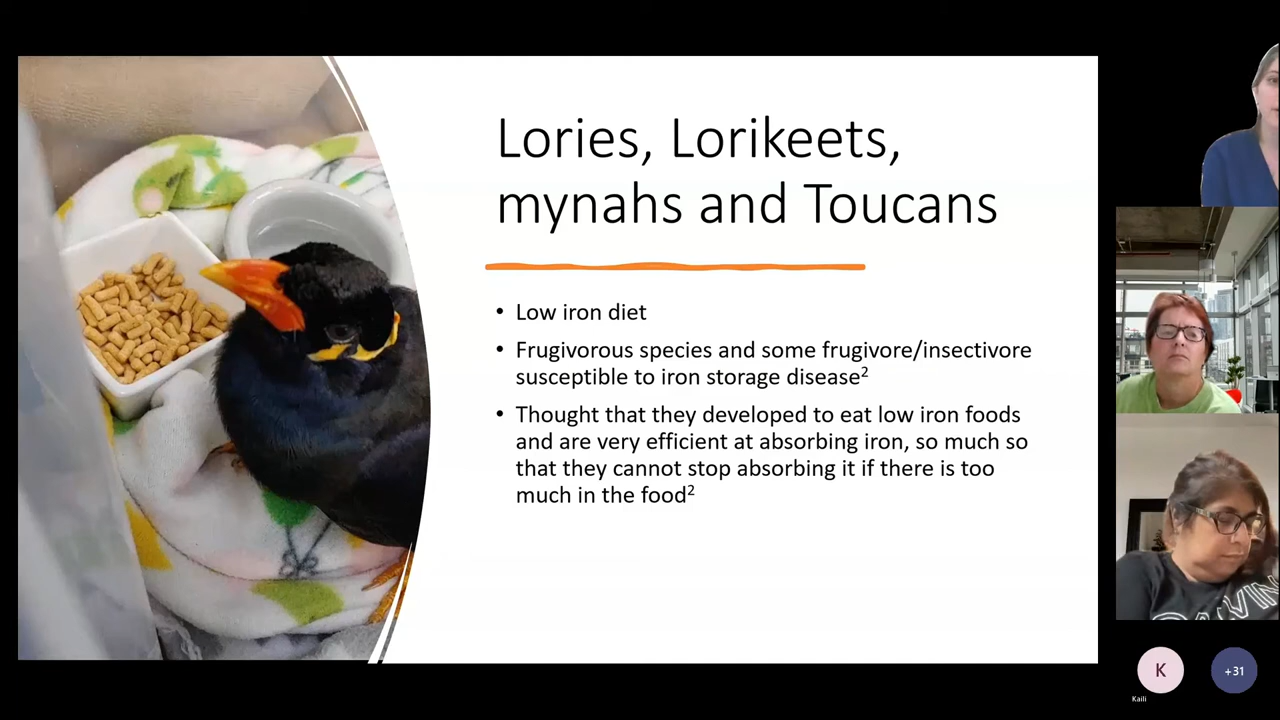 Lories, Lorikeets,
mynahs and Toucans
• Low iron diet
• Frugivorous species and some frugivore/insectivore
susceptible to iron storage disease²
• Thought that they developed to eat low iron foods
and are very efficient at absorbing iron, so much so
that they cannot stop absorbing it if there is too
much in the food²
K
+31
Kaili